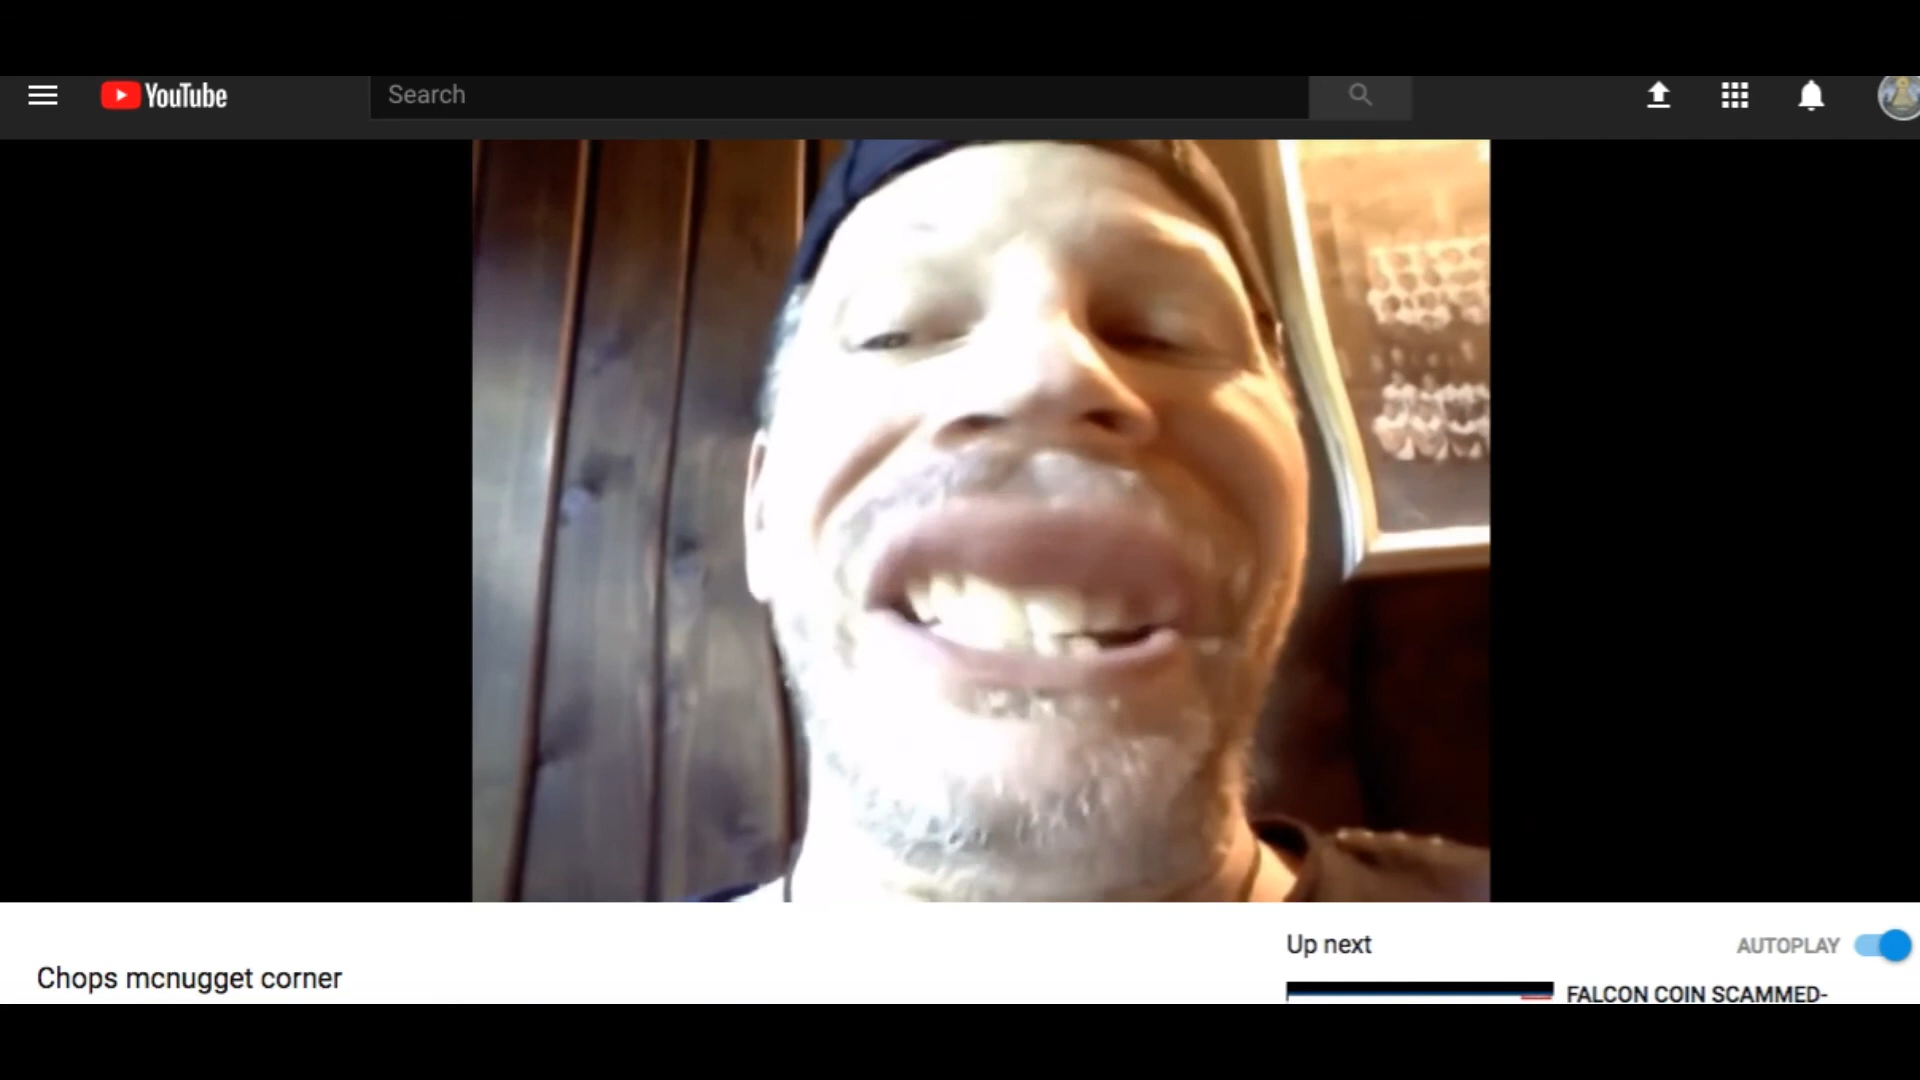 YouTube
Search
Up next
AUTOPLAY
Chops mcnugget corner
FALCON COIN SCAMMED-